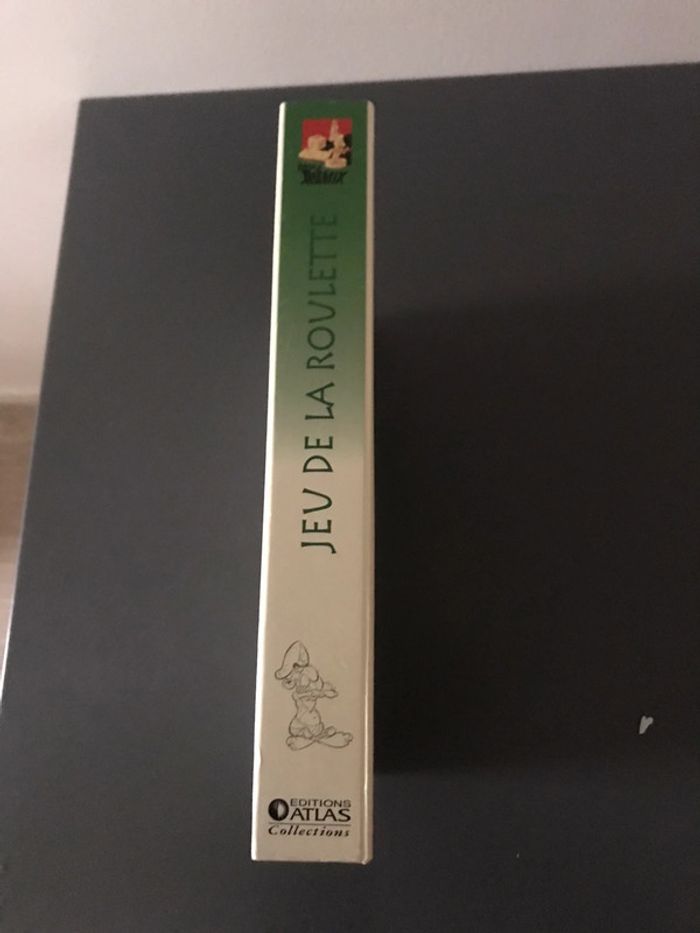 Astérix
JEU DE LA ROULETTE
EDITIONS
ATLAS
Collections